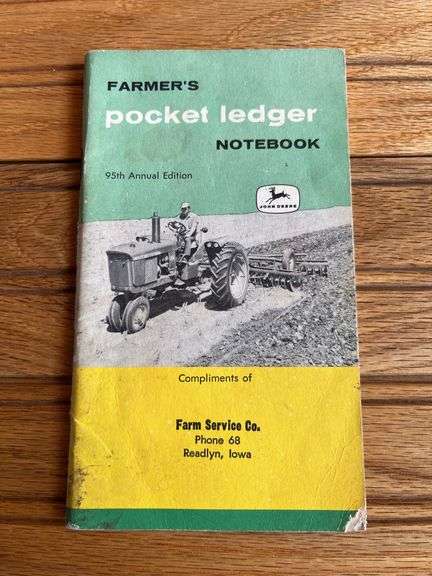 FARMER'S
pocket ledger
NOTEBOOK
95th Annual Edition
JOHN DEERE
Compliments of
Farm Service Co.
Phone 68
Readlyn, Iowa